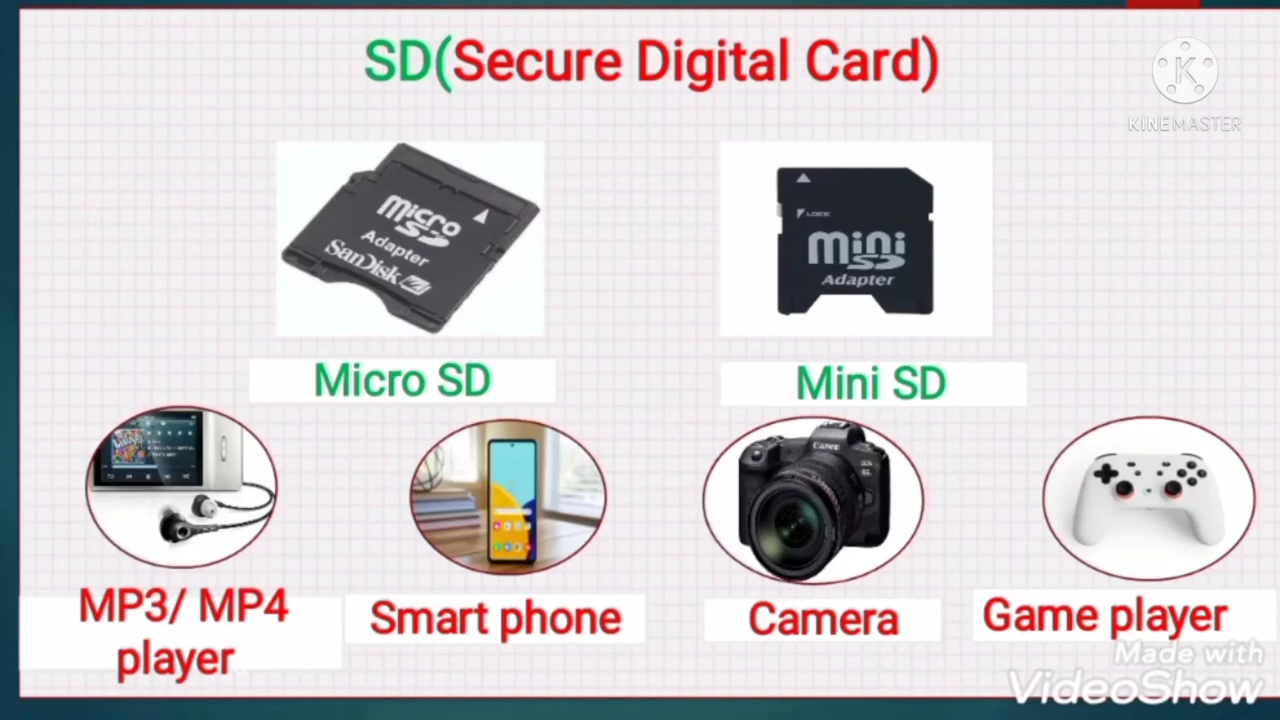 SD(Secure Digital Card)
KINEMASTER
micro
SD
Adapter
SanDisk
LOCK
mini
SD
Adapter
Micro SD
Mini SD
Canon
MP3/ MP4
player
Smart phone
Camera
Game player
Made with
VideoShow